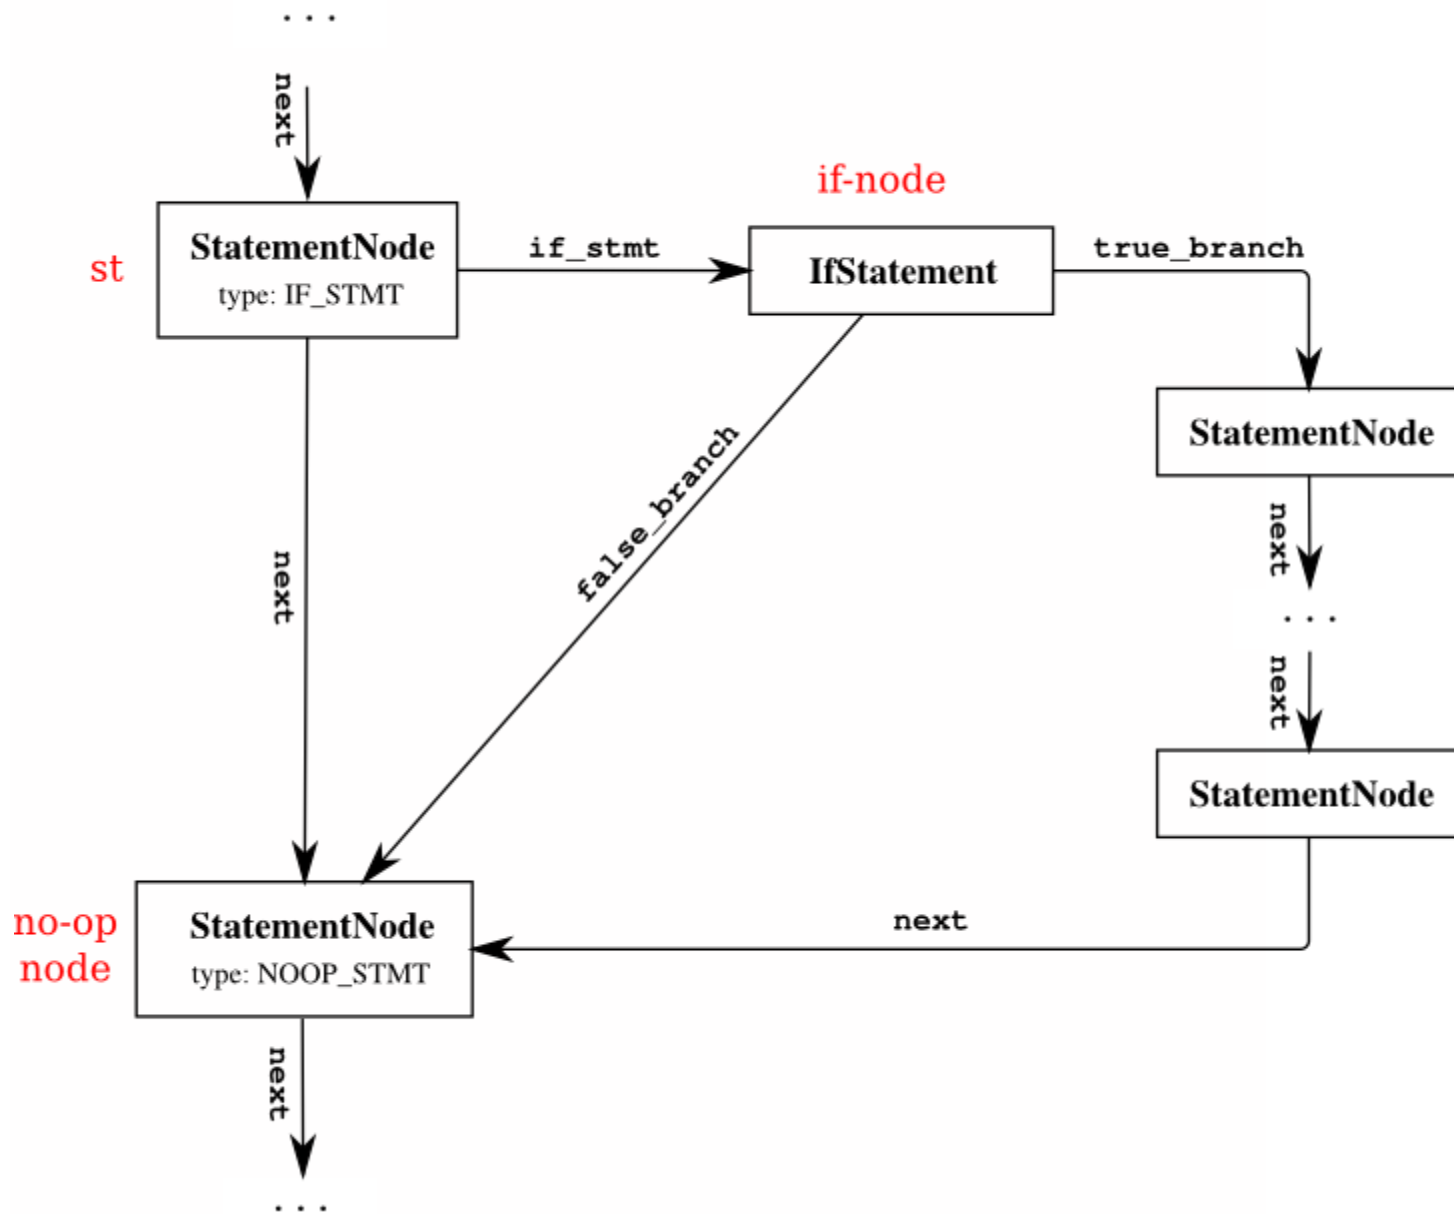 ...
next
if-node
StatementNode
type: IF_STMT
st
if_stmt
IfStatement
true_branch
StatementNode
false_branch
next
next
...
next
StatementNode
no-op
node
StatementNode
type: NOOP_STMT
next
next
...